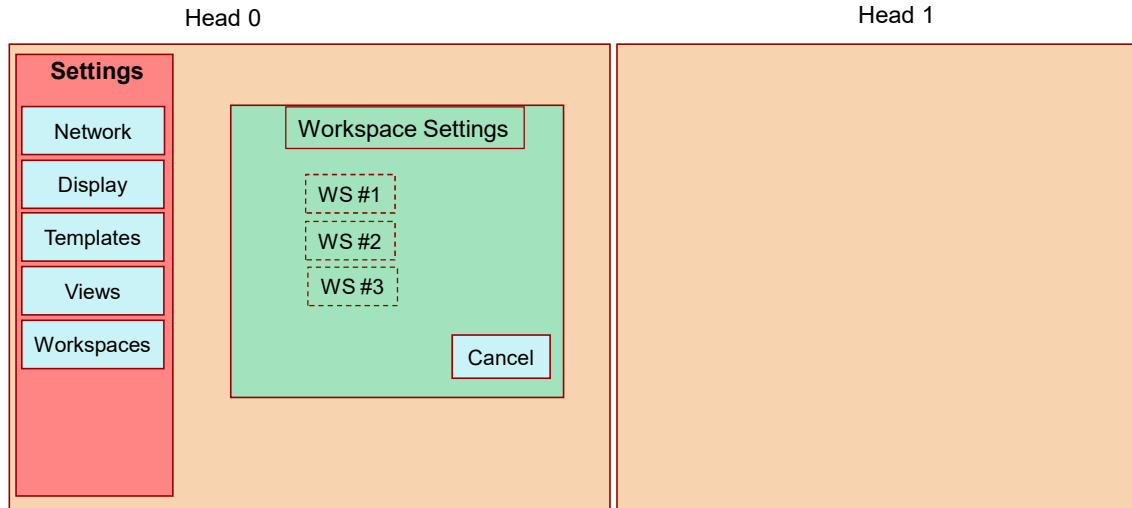 Head 0
Head 1
Settings
Network
Display
Templates
Views
Workspaces
Workspace Settings
WS #1
WS #2
WS #3
Cancel